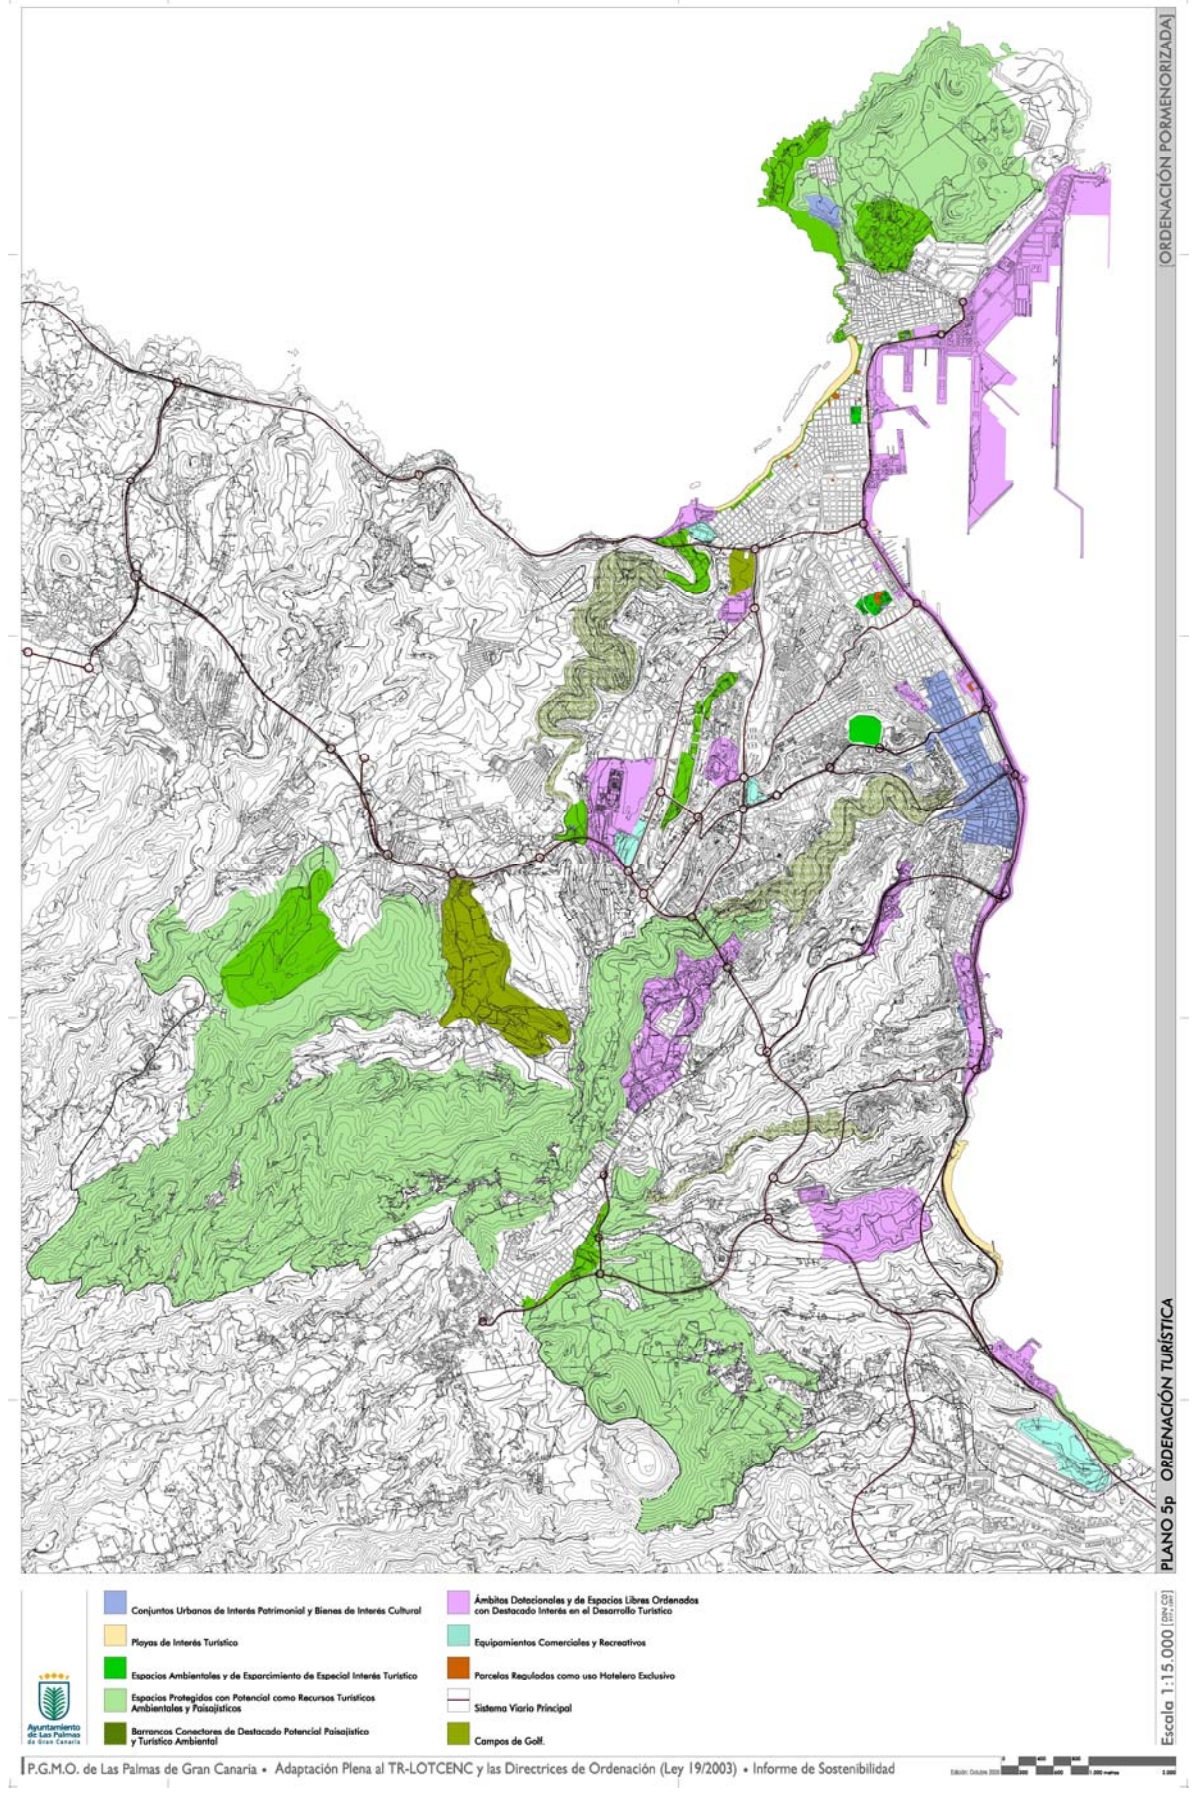 [ORDENACIÓN PORMENORIZADA]
PLANO 5p ORDENACIÓN TURÍSTICA
Conjuntos Urbanos de Interés Patrimonial y Bienes de Interés Cultural
Playas de Interés Turístico
Espacios Ambientales y de Esparcimiento de Especial Interés Turístico
Espacios Protegidos con Potencial como Recursos Turísticos
Ambientales y Paisajísticos
Barrancos Conectores de Destacado Potencial Paisajístico
y Turístico Ambiental
Ámbitos Dotacionales y de Espacios Libres Ordenados
con Destacado Interés en el Desarrollo Turístico
Equipamientos Comerciales y Recreativos
Parcelas Reguladas como uso Hotelero Exclusivo
Sistema Viario Principal
Campos de Golf.
Escala 1:15.000 [DIN C0]
Ayuntamiento
de Las Palmas
de Gran Canaria
P.G.M.O. de Las Palmas de Gran Canaria • Adaptación Plena al TR-LOTCENC y las Directrices de Ordenación (Ley 19/2003) • Informe de Sostenibilidad